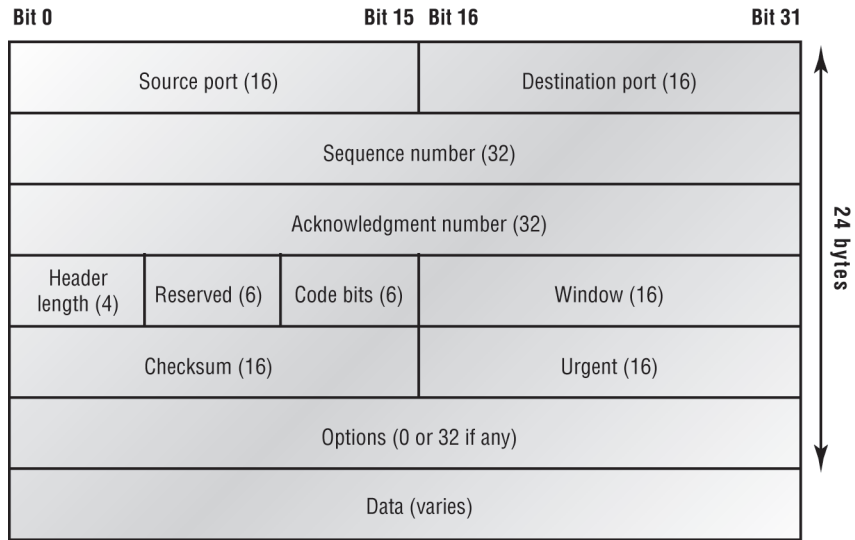 Bit 0
Bit 15
Bit 16
Bit 31
Source port (16)
Destination port (16)
Sequence number (32)
Acknowledgment number (32)
Header
length (4)
Reserved (6)
Code bits (6)
Window (16)
Checksum (16)
Urgent (16)
Options (0 or 32 if any)
Data (varies)
24 bytes